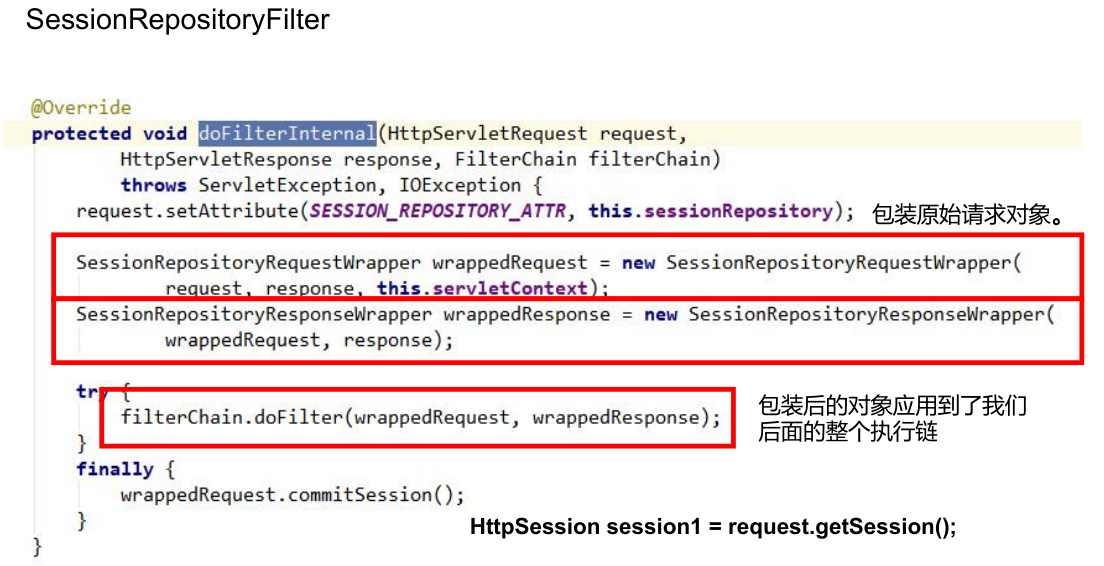 SessionRepositoryFilter
@Override
protected void doFilterInternal(HttpServletRequest request,
HttpServletResponse response, FilterChain filterChain)
throws ServletException, IOException {
request.setAttribute(SESSION_REPOSITORY_ATTR, this.sessionRepository);
包装原始请求对象。
SessionRepositoryRequestWrapper wrappedRequest = new SessionRepositoryRequestWrapper(
request, response, this.servletContext);
SessionRepositoryResponseWrapper wrappedResponse = new SessionRepositoryResponseWrapper(
wrappedRequest, response);
try {
filterChain.doFilter(wrappedRequest, wrappedResponse);
包装后的对象应用到了我们
后面的整个执行链
}
finally {
wrappedRequest.commitSession();
}
HttpSession session1 = request.getSession();
}